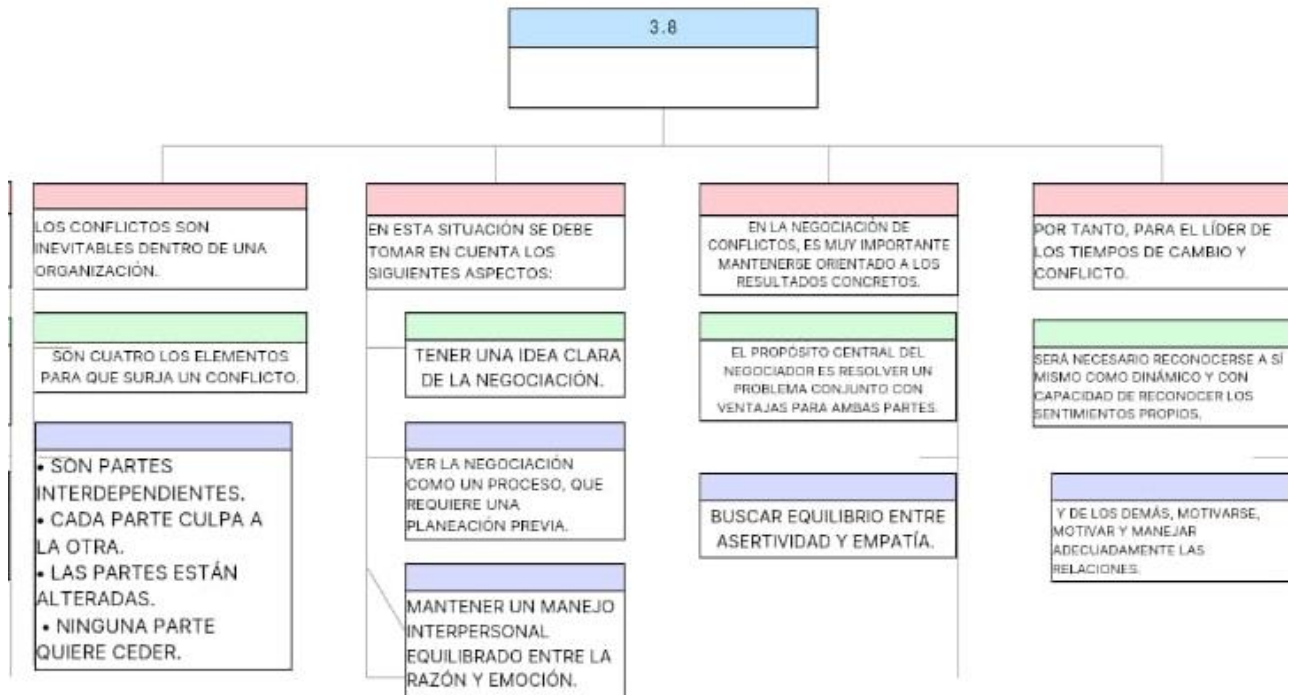 3.8
LOS CONFLICTOS SON
INEVITABLES DENTRO DE UNA
ORGANIZACIÓN.
SON CUATRO LOS ELEMENTOS
PARA QUE SURJA UN CONFLICTO.
• SON PARTES
INTERDEPENDIENTES.
• CADA PARTE CULPA A
LA OTRA.
• LAS PARTES ESTÁN
ALTERADAS.
• NINGUNA PARTE
QUIERE CEDER.
EN ESTA SITUACIÓN SE DEBE
TOMAR EN CUENTA LOS
SIGUIENTES ASPECTOS:
TENER UNA IDEA CLARA
DE LA NEGOCIACIÓN.
VER LA NEGOCIACIÓN
COMO UN PROCESO, QUE
REQUIERE UNA
PLANEACIÓN PREVIA.
MANTENER UN MANEJO
INTERPERSONAL
EQUILIBRADO ENTRE LA
RAZÓN Y EMOCIÓN.
EN LA NEGOCIACIÓN DE
CONFLICTOS, ES MUY IMPORTANTE
MANTENERSE ORIENTADO A LOS
RESULTADOS CONCRETOS.
EL PROPÓSITO CENTRAL DEL
NEGOCIADOR ES RESOLVER UN
PROBLEMA CONJUNTO CON
VENTAJAS PARA AMBAS PARTES.
BUSCAR EQUILIBRIO ENTRE
ASERTIVIDAD Y EMPATÍA.
POR TANTO, PARA EL LÍDER DE
LOS TIEMPOS DE CAMBIO Y
CONFLICTO.
SERÁ NECESARIO RECONOCERSE A SÍ
MISMO COMO DINÁMICO Y CON
CAPACIDAD DE RECONOCER LOS
SENTIMIENTOS PROPIOS,
Y DE LOS DEMÁS, MOTIVARSE,
MOTIVAR Y MANEJAR
ADECUADAMENTE LAS
RELACIONES.